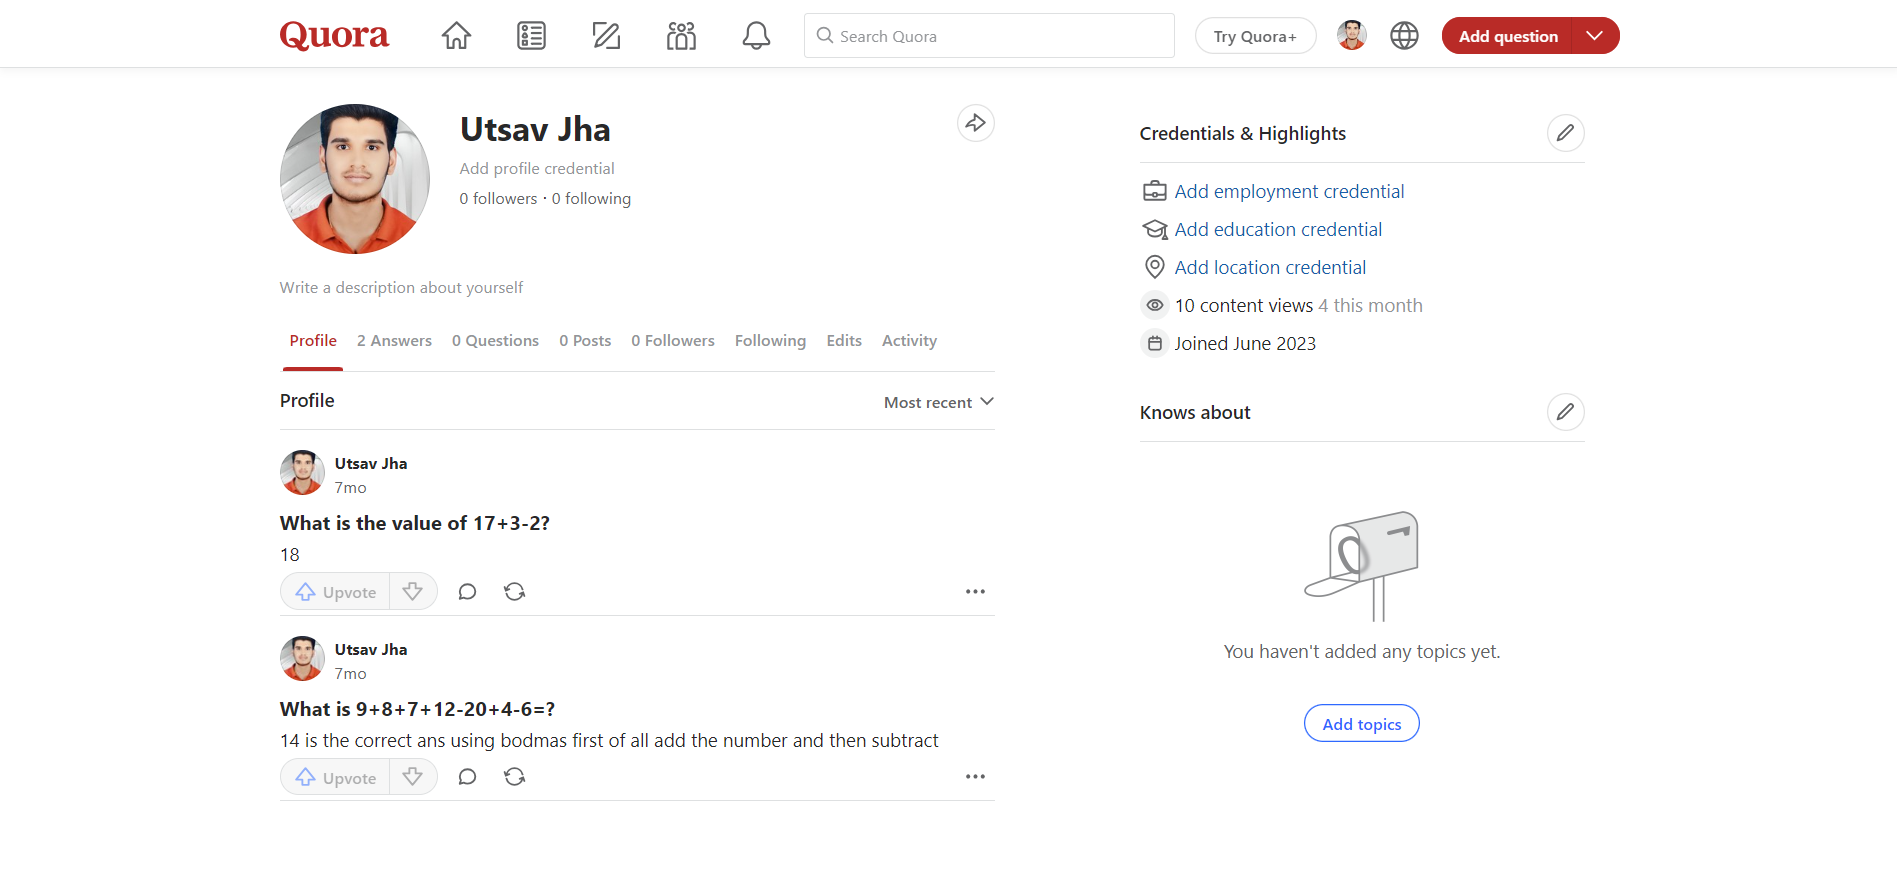 Quora
Search Quora
Try Quora+
Add question
Utsav Jha
Add profile credential
0 followers · 0 following
Write a description about yourself
Profile 2 Answers 0 Questions 0 Posts 0 Followers Following Edits Activity
Profile
Most recent
Utsav Jha
7mo
What is the value of 17+3-2?
18
Upvote
Utsav Jha
7mo
What is 9+8+7+12-20+4-6=?
14 is the correct ans using bodmas first of all add the number and then subtract
Upvote
Credentials & Highlights
Add employment credential
Add education credential
Add location credential
10 content views 4 this month
Joined June 2023
Knows about
You haven't added any topics yet.
Add topics